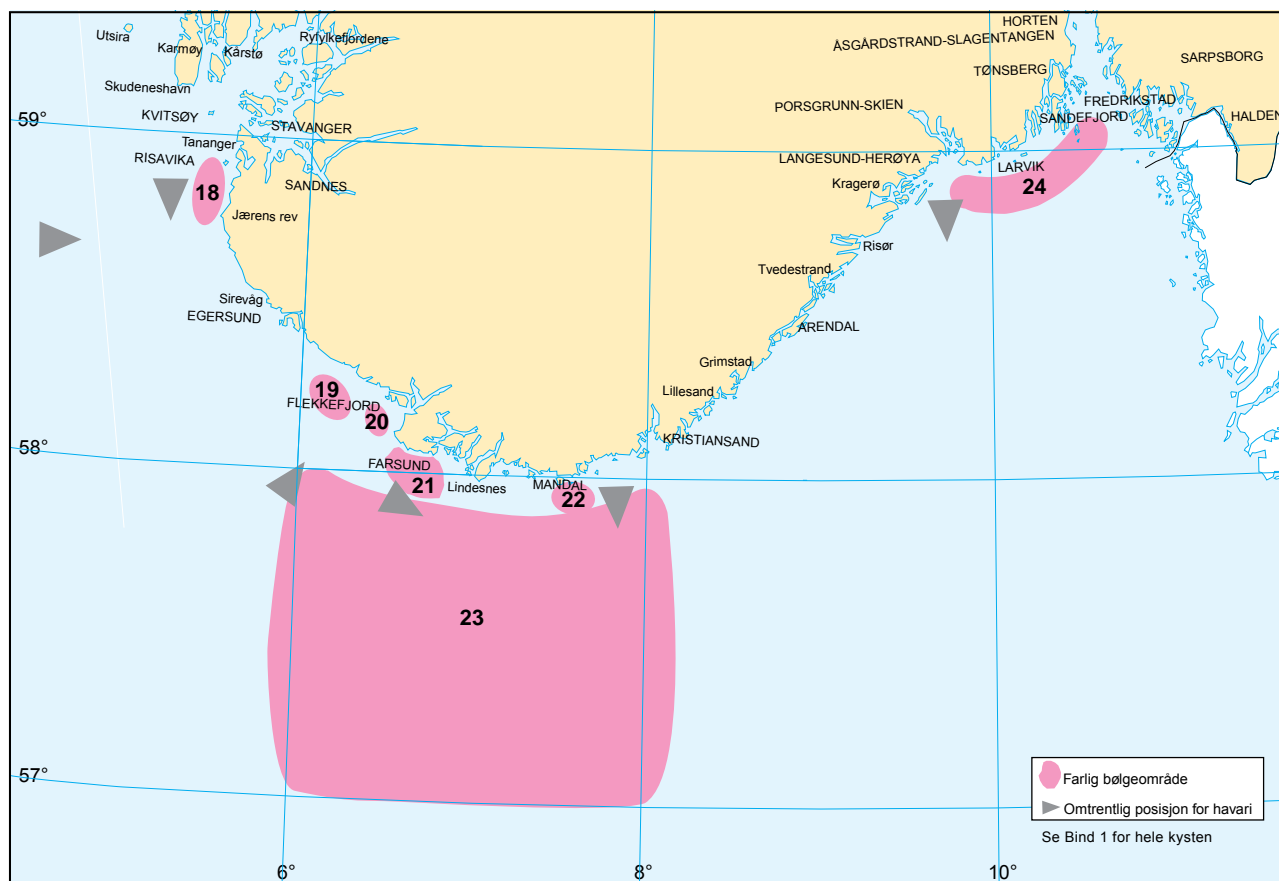 HORTEN
Utsira
Ryfylkefjordene
ÅSGÅRDSTRAND-SLAGENTANGEN
Karmøy
Kårstø
SARPSBORG
TØNSBERG
Skudeneshavn
FREDRIKSTAD
PORSGRUNN-SKIEN
59°
KVITSØY
SANDEFJORD
HALDEN
STAVANGER
Tananger
RISAVIKA
LANGESUND-HERØYA
LARVIK
18
SANDNES
Kragerø
24
Jærens rev
Risør
Tvedestrand
Sirevåg
EGERSUND
ARENDAL
Grimstad
19
Lillesand
FLEKKEFJORD
20
58°
KRISTIANSAND
FARSUND
21
Lindesnes
MANDAL
22
23
57°
Farlig bølgeområde
Omtrentlig posisjon for havari
Se Bind 1 for hele kysten
6°
8°
10°